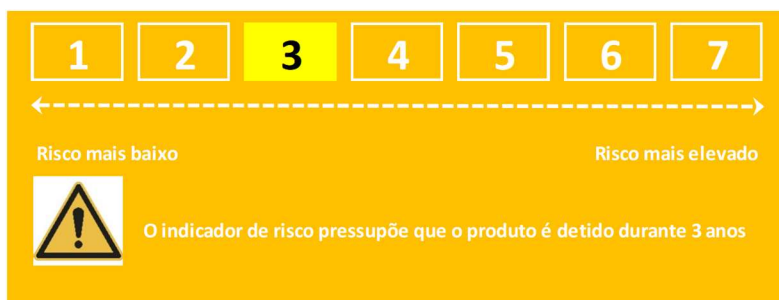 1 2 3 4 5 6 7
Risco mais baixo Risco mais elevado
O indicador de risco pressupõe que o produto é detido durante 3 anos